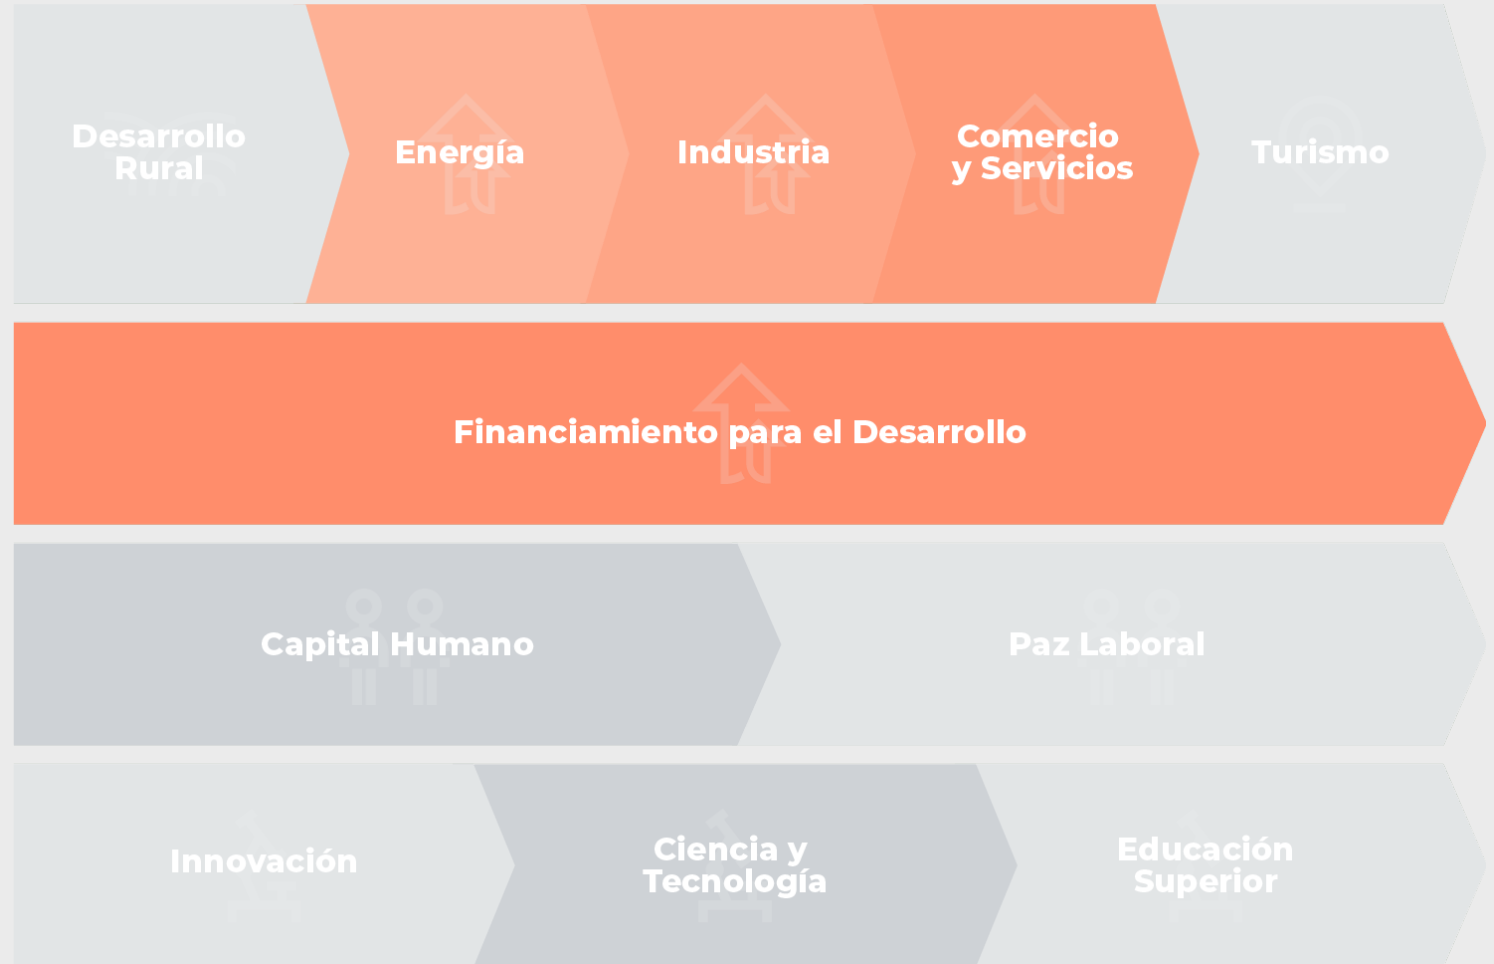 Desarrollo
Rural
Energía
Industria
Comercio
y Servicios
Turismo
Financiamiento para el Desarrollo
Capital Humano
Paz Laboral
Innovación
Ciencia y
Tecnología
Educación
Superior